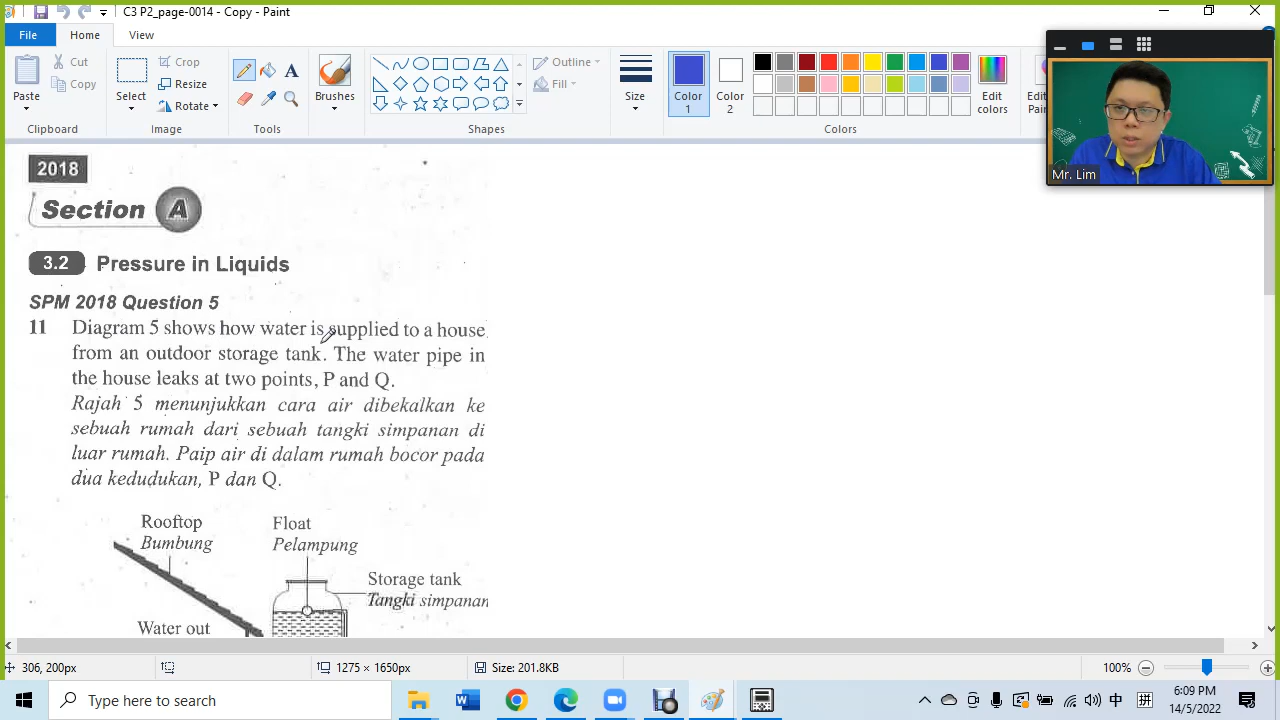 C3 P2_page-0014 - Copy - Paint
File
Home
View
Paste
Cut
Copy
Clipboard
Select
Crop
Resize
Rotate
Image
A
Tools
Brushes
Shapes
Outline
Fill
Size
Color
1
Color
2
Colors
Edit
colors
Edit
Mr. Lim
2018
Section A
3.2 Pressure in Liquids
SPM 2018 Question 5
11 Diagram 5 shows how water is supplied to a house
from an outdoor storage tank. The water pipe in
the house leaks at two points, P and Q.
Rajah 5 menunjukkan cara air dibekalkan ke
sebuah rumah dari sebuah tangki simpanan di
luar rumah. Paip air di dalam rumah bocor pada
dua kedudukan, P dan Q.
Rooftop
Bumbung
Float
Pelampung
Storage tank
Tangki simpanan
Water out
306, 200px
1275 × 1650px
Size: 201.8KB
100%
Type here to search
中
拼
6:09 PM
14/5/2022